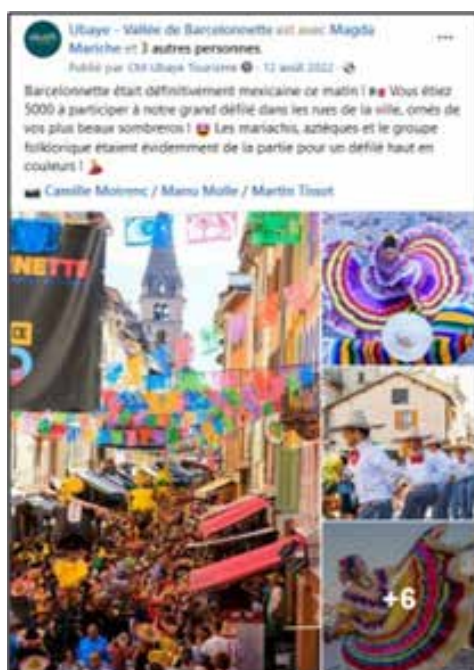 Ubaye - Vallée de Barcelonnette est avec Magda
Mariche et 3 autres personnes
Publié par CM Ubaye Tourisme · 12 août 2022 ·
Barcelonnette était définitivement mexicaine ce matin ! 🇲🇽 Vous étiez
5000 à participer à notre grand défilé dans les rues de la ville, ornés de
vos plus beaux sombreros ! 🤩 Les mariachis, aztèques et le groupe
folklorique étaient évidemment de la partie pour un défilé haut en
couleurs ! 💃
📷 Camille Moirenc / Manu Molle / Martin Tissot
NETTE
+6